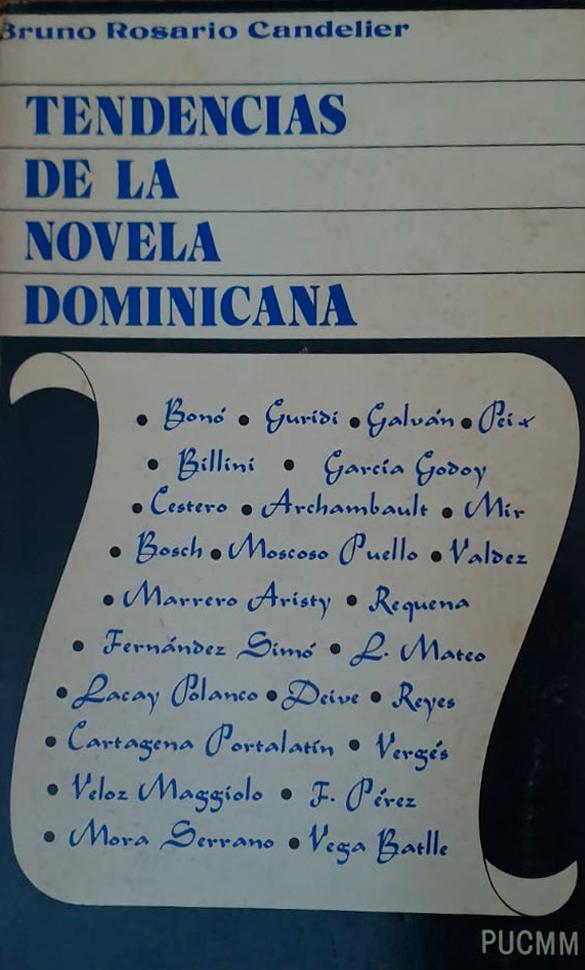 Bruno Rosario Candelier
TENDENCIAS
DE LA
NOVELA
DOMINICANA
• Bonó • Guridi • Galván • Peix
• Billini • García Godoy
• Cestero • Archambault • Mir
• Bosch • Moscoso Puello • Valdez
• Marrero Aristy • Requena
• Fernández Simó • L. Mateo
• Lacay Polanco • Deive • Reyes
• Cartagena Portalatín • Vergés
• Veloz Maggiolo • F. Pérez
• Mora Serrano • Vega Batlle
PUCMM